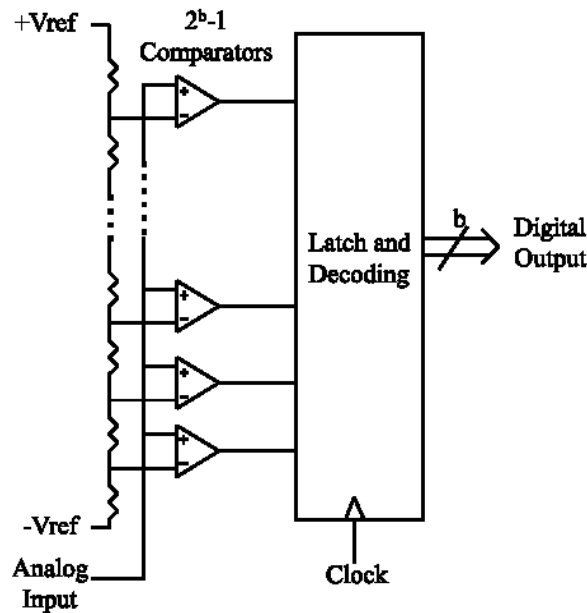 +Vref
2ᵇ-1
Comparators
+
-
Latch and
Decoding
b
Digital
Output
+
-
+
-
+
-
-Vref
Analog
Input
Clock